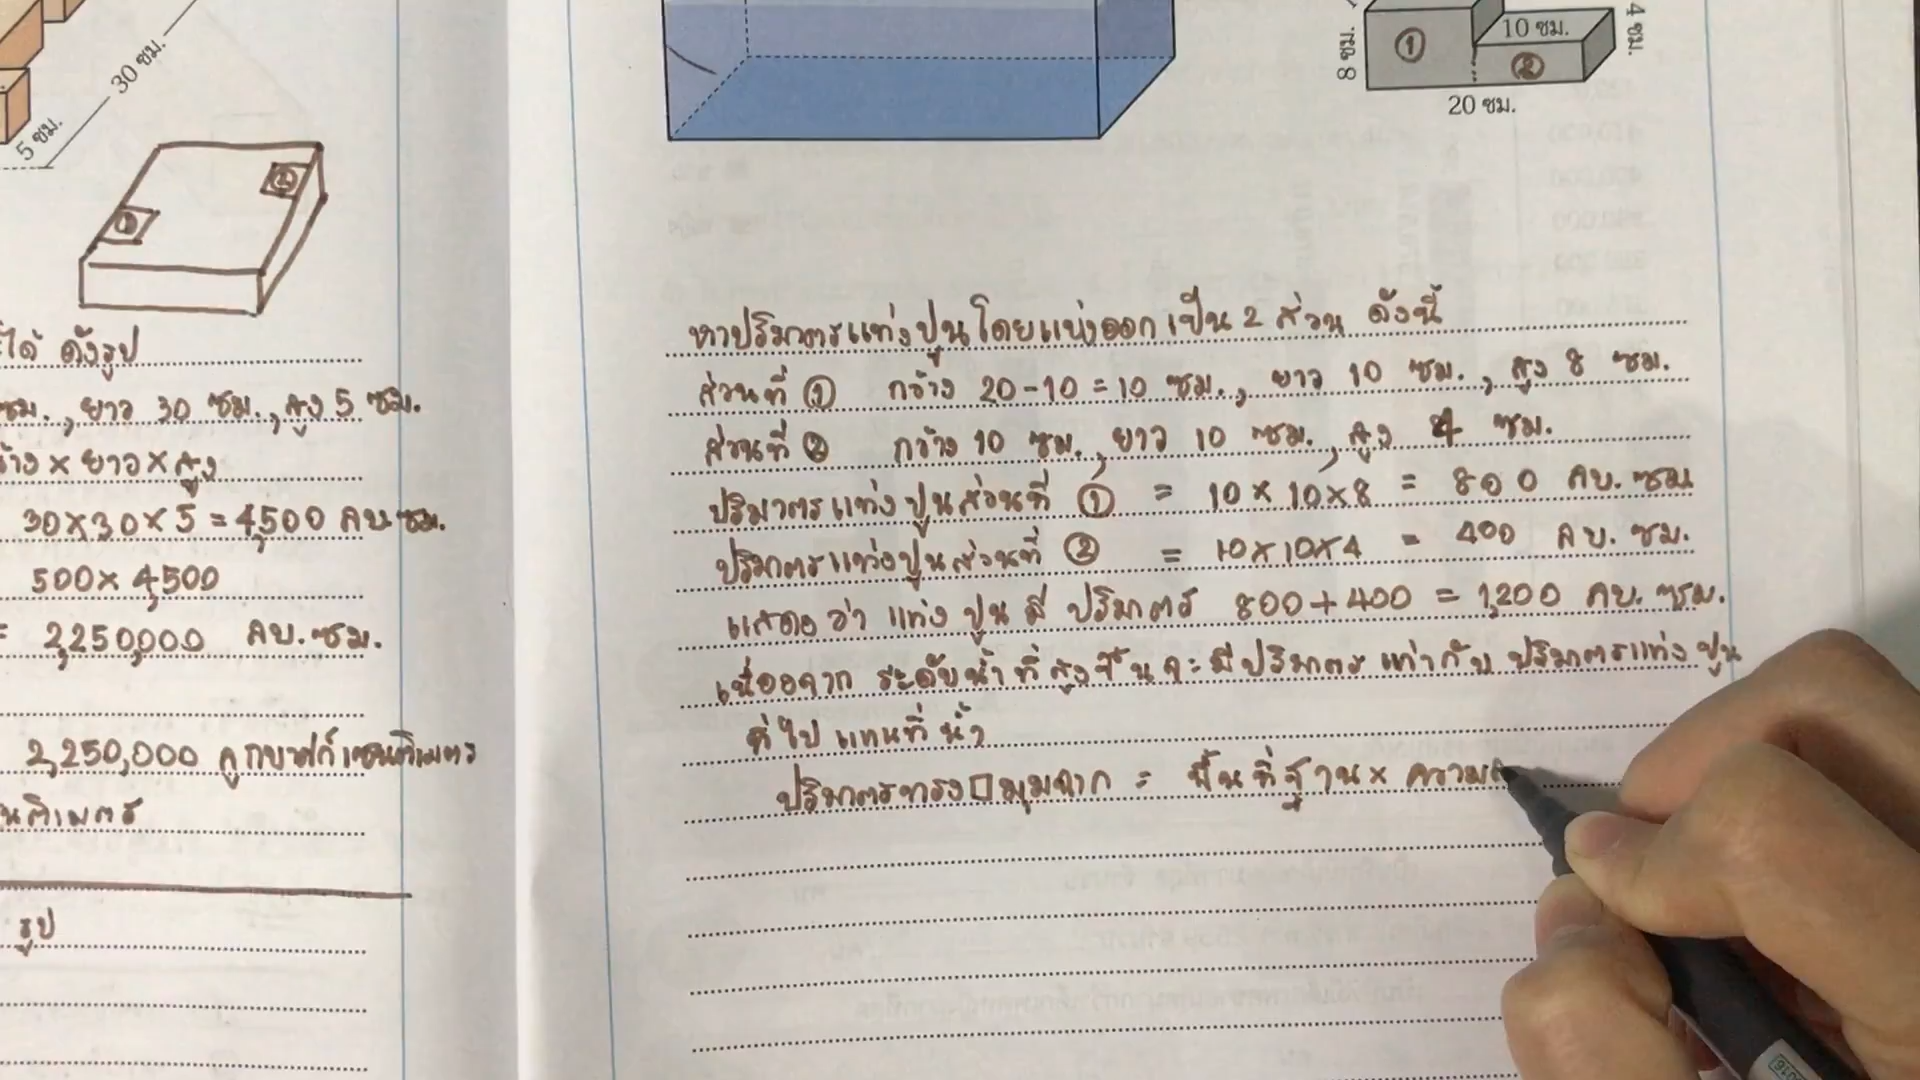 30 ซม.
5 ซม.
①
ได้ ดังรูป
ซม., ยาว 30 ซม., สูง 5 ซม.
ว้าง × ยาว × สูง
30×30×5 = 4,500 ลบ.ซม.
500× 4,500
= 2,250,000 ลบ.ซม.
2,250,000 ลูกบาศก์เซนติเมตร
นติเมตร
รูป
8 ซม.
①
10 ซม.
②
4 ซม.
20 ซม.
หาปริมาตรแท่งปูนโดยแบ่งออกเป็น 2 ส่วน ดังนี้
ส่วนที่ ① กว้าง 20-10 = 10 ซม., ยาว 10 ซม., สูง 8 ซม.
ส่วนที่ ② กว้าง 10 ซม., ยาว 10 ซม., สูง 4 ซม.
ปริมาตรแท่งปูนส่วนที่ ① = 10×10×8 = 800 ลบ.ซม
ปริมาตรแท่งปูนส่วนที่ ② = 10×10×4 = 400 ลบ.ซม.
แสดงว่า แท่งปูนมี ปริมาตร 800+400 = 1,200 ลบ.ซม.
เนื่องจาก ระดับน้ำที่สูงขึ้นจะมีปริมาตร เท่ากับ ปริมาตรแท่งปูน
ที่ไปแทนที่น้ำ
ปริมาตรทรง▯มุมฉาก = พื้นที่ฐาน× ความ